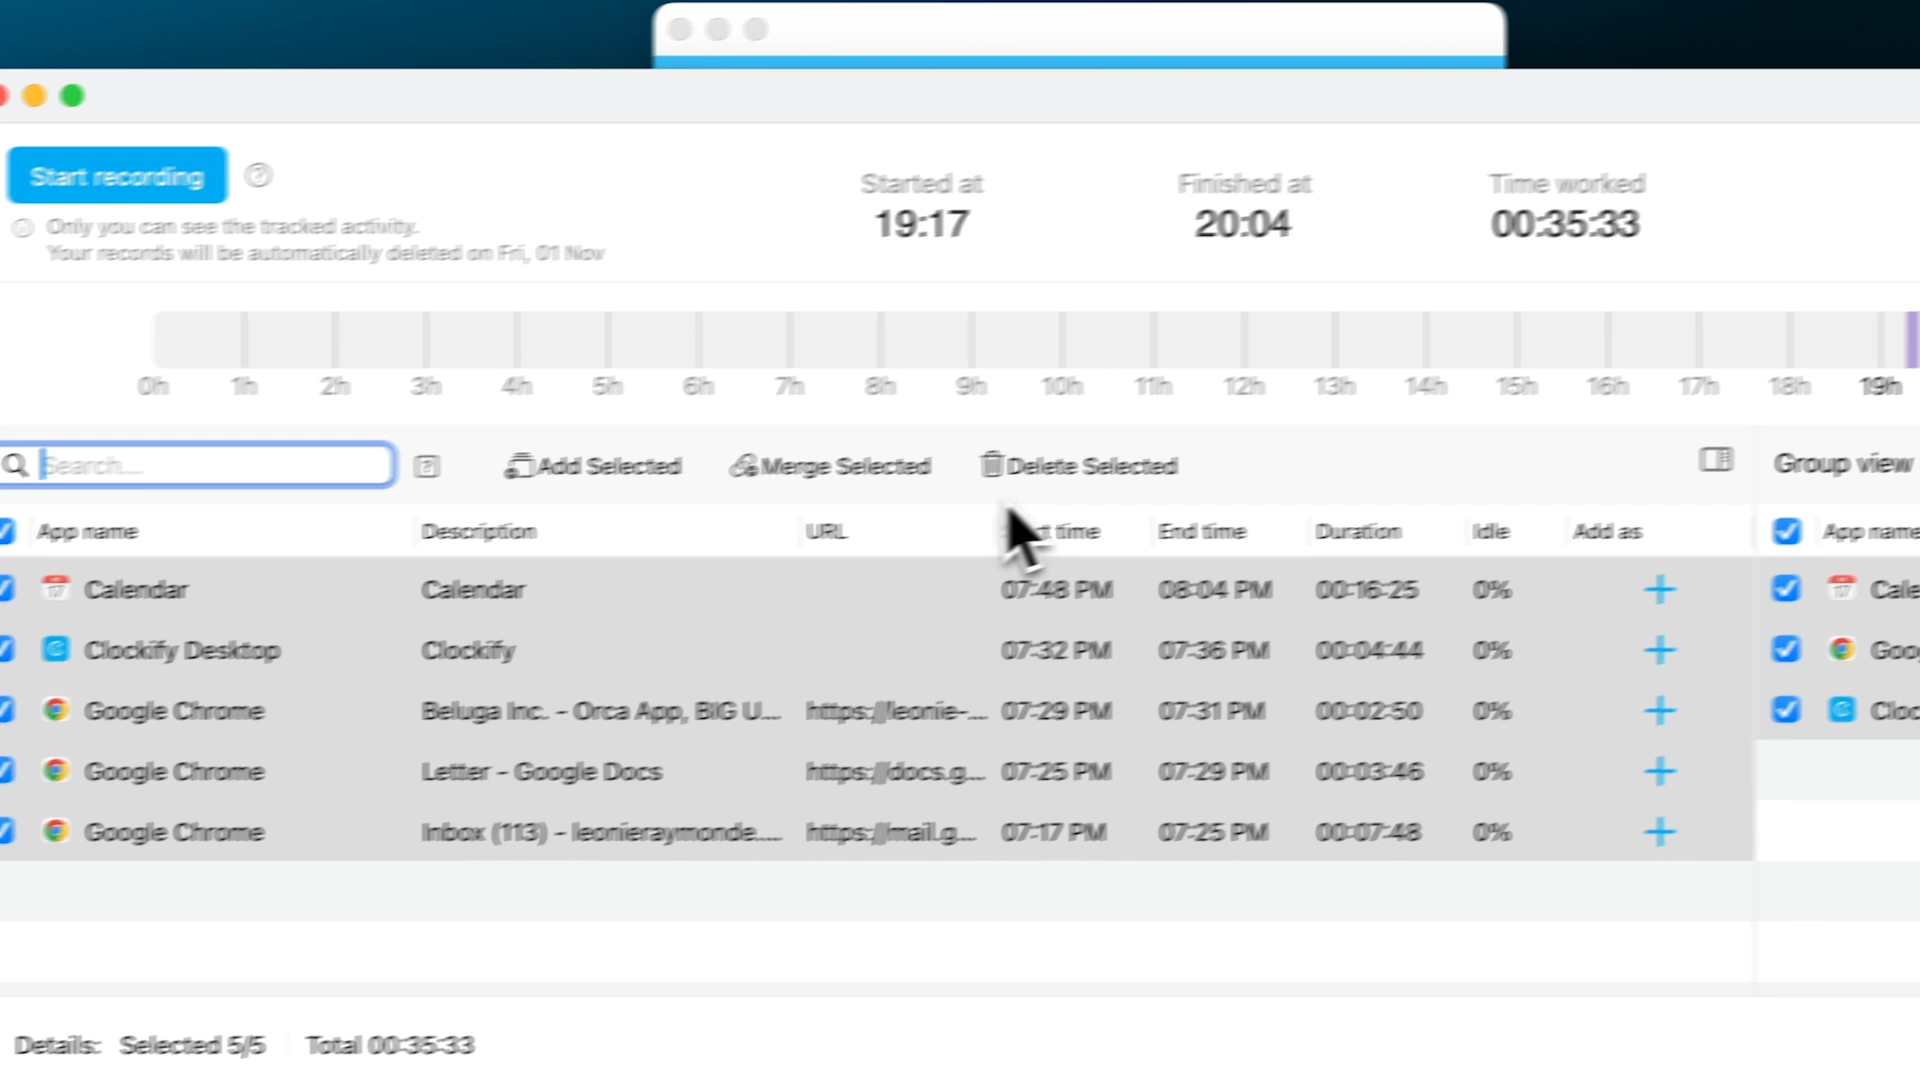 Start recording
Only you can see the tracked activity.
Your records will be automatically deleted on Fri, 01 Nov
Started at
19:17
Finished at
20:04
Time worked
00:35:33
0h 1h 2h 3h 4h 5h 6h 7h 8h 9h 10h 11h 12h 13h 14h 15h 16h 17h 18h 19h
Search... Add Selected Merge Selected Delete Selected Group view
App name Description URL time End time Duration Idle Add as App name
Calendar Calendar 07:48 PM 08:04 PM 00:16:25 0% + Cale
Clockify Desktop Clockify 07:32 PM 07:36 PM 00:04:44 0% + Goo
Google Chrome Beluga Inc. - Orca App, BIG U... https://leonie-... 07:29 PM 07:31 PM 00:02:50 0% + Cloc
Google Chrome Letter - Google Docs https://docs.g... 07:25 PM 07:29 PM 00:03:46 0% +
Google Chrome Inbox (113) - leonieraymonde.... https://mail.g... 07:17 PM 07:25 PM 00:07:48 0% +
Details: Selected 5/5 Total 00:35:33